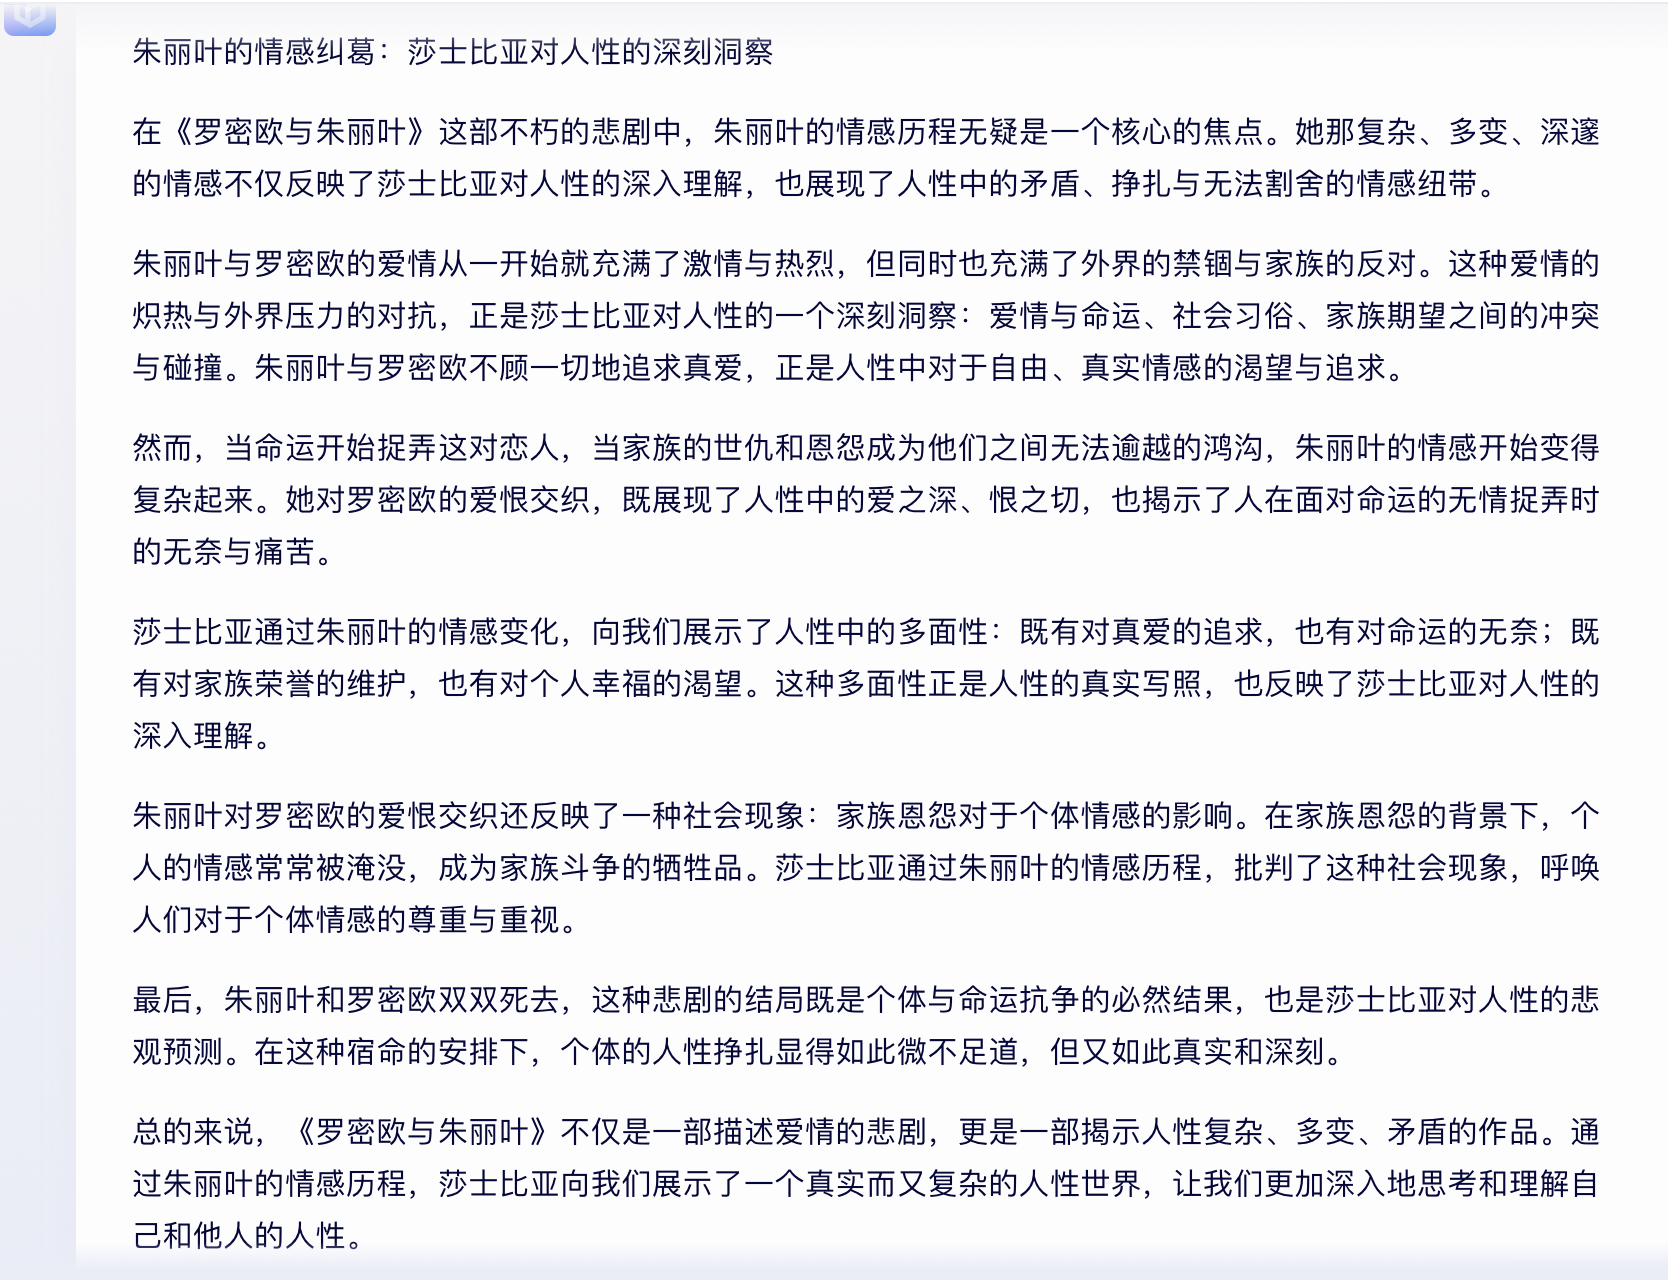 朱丽叶的情感纠葛：莎士比亚对人性的深刻洞察
在《罗密欧与朱丽叶》这部不朽的悲剧中，朱丽叶的情感历程无疑是一个核心的焦点。她那复杂、多变、深邃
的情感不仅反映了莎士比亚对人性的深入理解，也展现了人性中的矛盾、挣扎与无法割舍的情感纽带。
朱丽叶与罗密欧的爱情从一开始就充满了激情与热烈，但同时也充满了外界的禁锢与家族的反对。这种爱情的
炽热与外界压力的对抗，正是莎士比亚对人性的一个深刻洞察：爱情与命运、社会习俗、家族期望之间的冲突
与碰撞。朱丽叶与罗密欧不顾一切地追求真爱，正是人性中对于自由、真实情感的渴望与追求。
然而，当命运开始捉弄这对恋人，当家族的世仇和恩怨成为他们之间无法逾越的鸿沟，朱丽叶的情感开始变得
复杂起来。她对罗密欧的爱恨交织，既展现了人性中的爱之深、恨之切，也揭示了人在面对命运的无情捉弄时
的无奈与痛苦。
莎士比亚通过朱丽叶的情感变化，向我们展示了人性中的多面性：既有对真爱的追求，也有对命运的无奈；既
有对家族荣誉的维护，也有对个人幸福的渴望。这种多面性正是人性的真实写照，也反映了莎士比亚对人性的
深入理解。
朱丽叶对罗密欧的爱恨交织还反映了一种社会现象：家族恩怨对于个体情感的影响。在家族恩怨的背景下，个
人的情感常常被淹没，成为家族斗争的牺牲品。莎士比亚通过朱丽叶的情感历程，批判了这种社会现象，呼唤
人们对于个体情感的尊重与重视。
最后，朱丽叶和罗密欧双双死去，这种悲剧的结局既是个体与命运抗争的必然结果，也是莎士比亚对人性的悲
观预测。在这种宿命的安排下，个体的人性挣扎显得如此微不足道，但又如此真实和深刻。
总的来说，《罗密欧与朱丽叶》不仅是一部描述爱情的悲剧，更是一部揭示人性复杂、多变、矛盾的作品。通
过朱丽叶的情感历程，莎士比亚向我们展示了一个真实而又复杂的人性世界，让我们更加深入地思考和理解自
己和他人的人性。